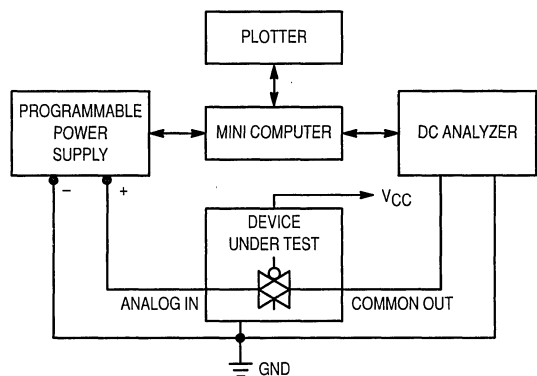 PLOTTER
PROGRAMMABLE
POWER
SUPPLY
MINI COMPUTER
DC ANALYZER
– +
DEVICE
UNDER TEST
VCC
ANALOG IN
COMMON OUT
GND